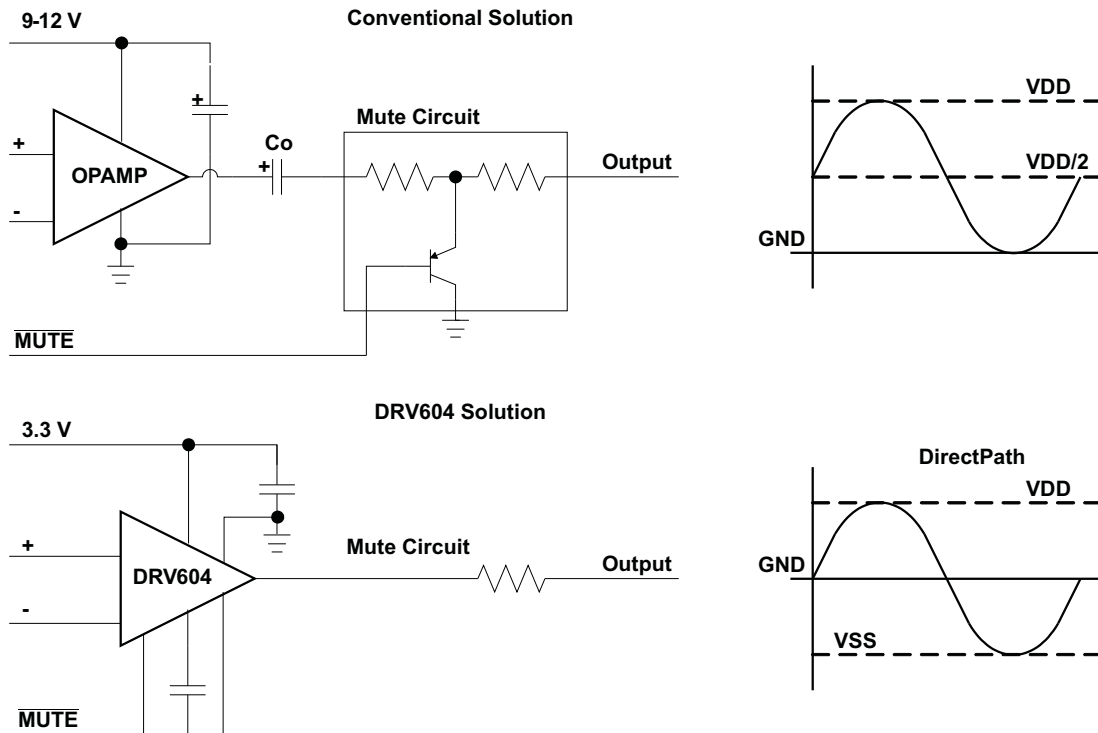 9-12 V
Conventional Solution
+
Co
+
Mute Circuit
+
OPAMP
-
Output
MUTE
VDD
VDD/2
GND
DRV604 Solution
3.3 V
+
DRV604
-
Mute Circuit
Output
MUTE
DirectPath
VDD
GND
VSS